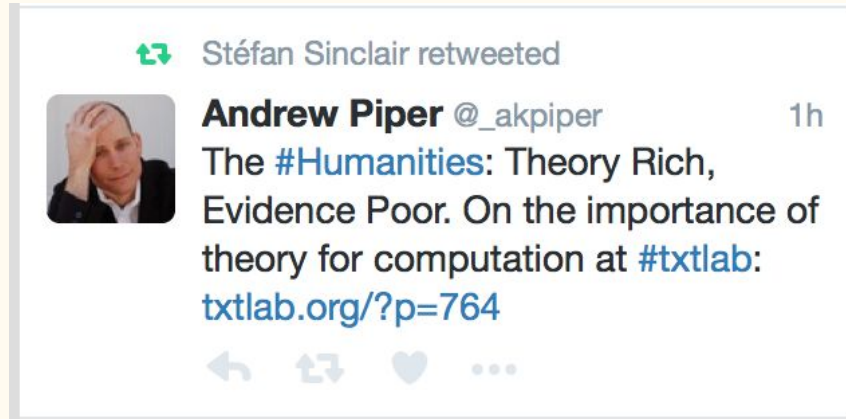 Stéfan Sinclair retweeted
Andrew Piper @_akpiper 1h
The #Humanities: Theory Rich,
Evidence Poor. On the importance of
theory for computation at #txtlab:
txtlab.org/?p=764